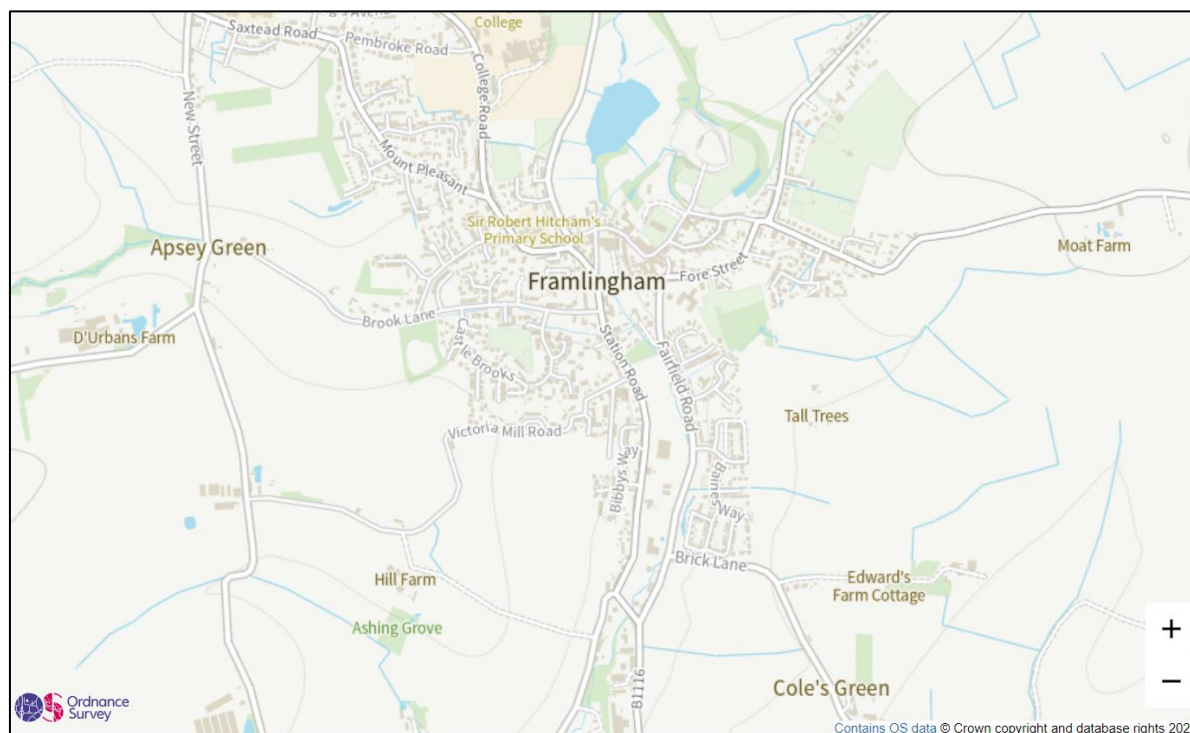 College
Saxtead Road
Pembroke Road
College Road
New Street
Mount Pleasant
Sir Robert Hitcham's
Primary School
Apsey Green
Moat Farm
Framlingham
Fore Street
Brook Lane
D'Urbans Farm
Castle Brooks
Station Road
Fairfield Road
Tall Trees
Victoria Mill Road
Bibbys Way
Baines Way
Brick Lane
Hill Farm
Edward's
Farm Cottage
Ashing Grove
+
−
Cole's Green
B1116
Ordnance
Survey
Contains OS data © Crown copyright and database rights 202